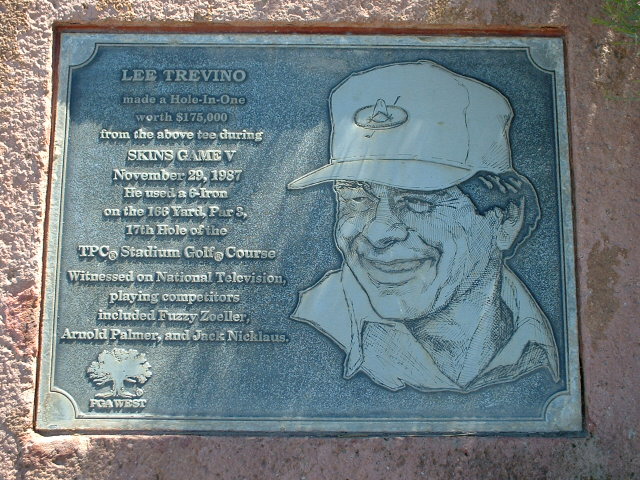 LEE TREVINO
made a Hole-In-One
worth $175,000
from the above tee during
SKINS GAME V
November 29, 1987
He used a 6-Iron
on the 166 Yard, Par 3,
17th Hole of the
TPC® Stadium Golf® Course
Witnessed on National Television,
playing competitors
included Fuzzy Zoeller,
Arnold Palmer, and Jack Nicklaus.
PGA WEST